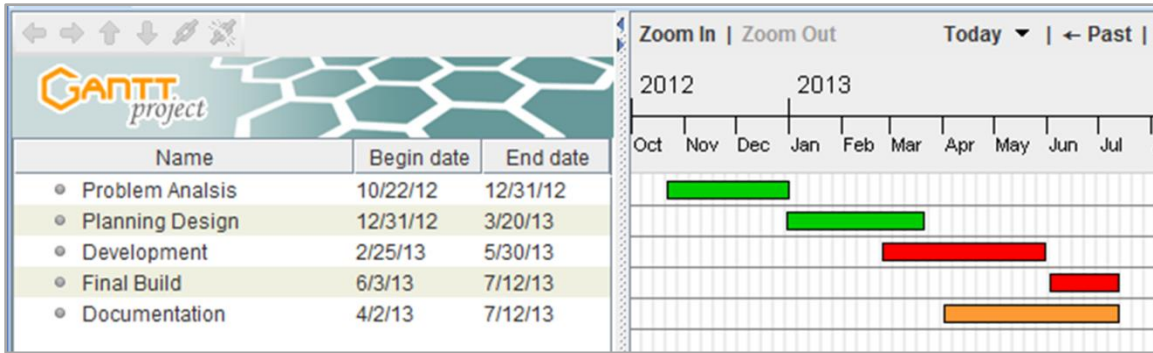 Zoom In | Zoom Out Today ▼ | ← Past |
GANTT
project
2012 2013
Oct Nov Dec Jan Feb Mar Apr May Jun Jul
Name Begin date End date
Problem Analsis 10/22/12 12/31/12
Planning Design 12/31/12 3/20/13
Development 2/25/13 5/30/13
Final Build 6/3/13 7/12/13
Documentation 4/2/13 7/12/13